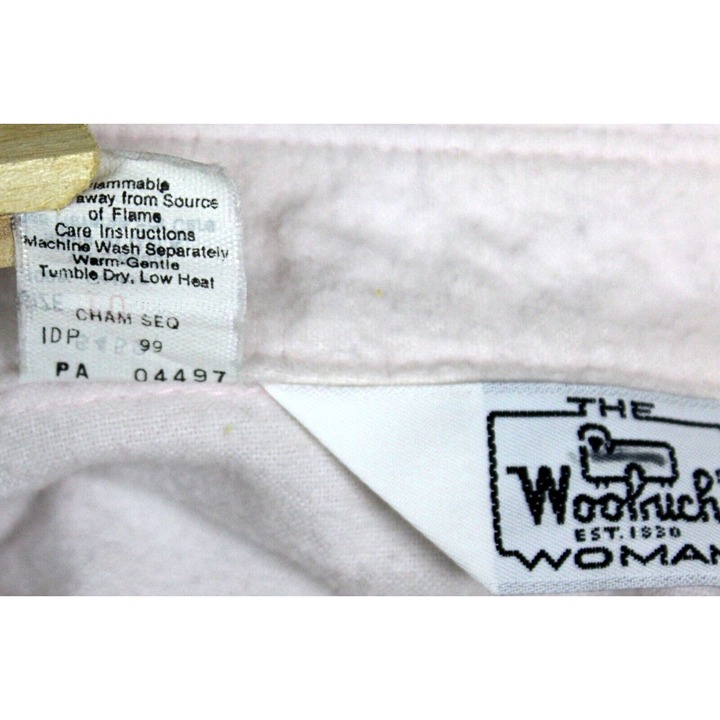 away from Source
of Flame
Care Instructions
Machine Wash Separately
Warm-Gentle
Tumble Dry, Low Heat
CHAM SEQ
IDP 99
PA 04497
THE
Woolrich
EST. 1830
WOMAN